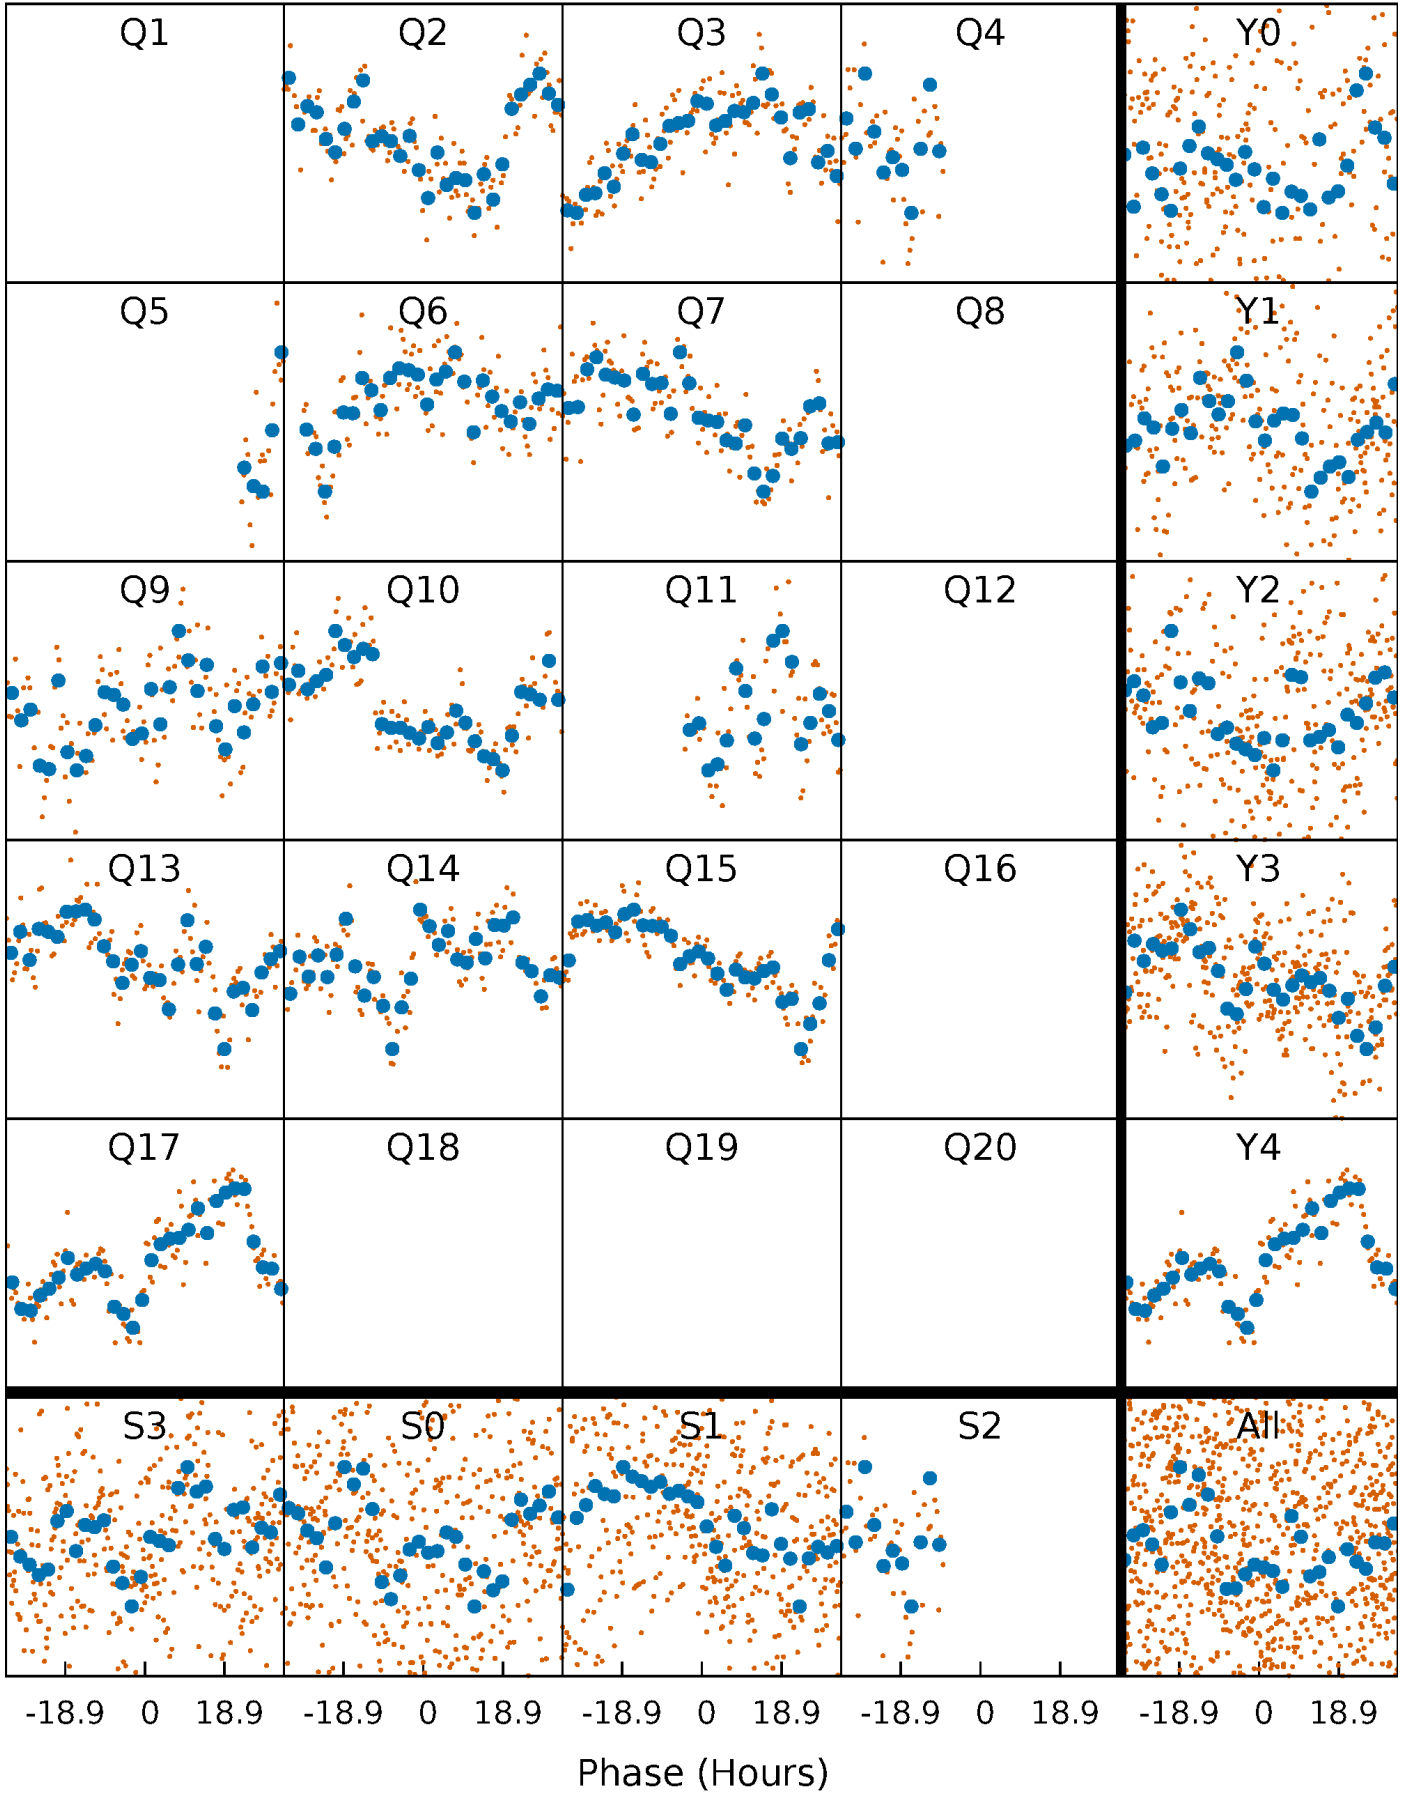 Q1 Q2 Q3 Q4 Y0
Q5 Q6 Q7 Q8 Y1
Q9 Q10 Q11 Q12 Y2
Q13 Q14 Q15 Q16 Y3
Q17 Q18 Q19 Q20 Y4
S3 S0 S1 S2 All
-18.9 0 18.9 -18.9 0 18.9 -18.9 0 18.9 -18.9 0 18.9 -18.9 0 18.9
Phase (Hours)